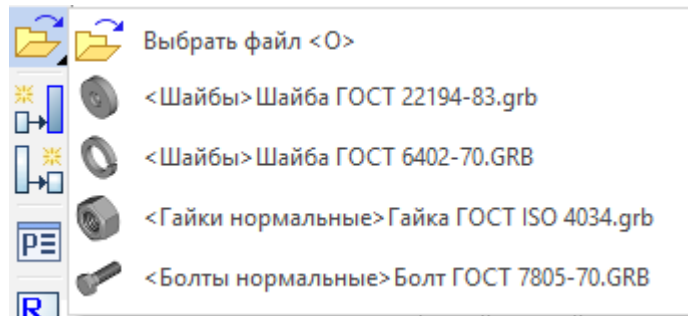 Выбрать файл <O>
<Шайбы>Шайба ГОСТ 22194-83.grb
<Шайбы>Шайба ГОСТ 6402-70.GRB
<Гайки нормальные>Гайка ГОСТ ISO 4034.grb
P
<Болты нормальные>Болт ГОСТ 7805-70.GRB
R